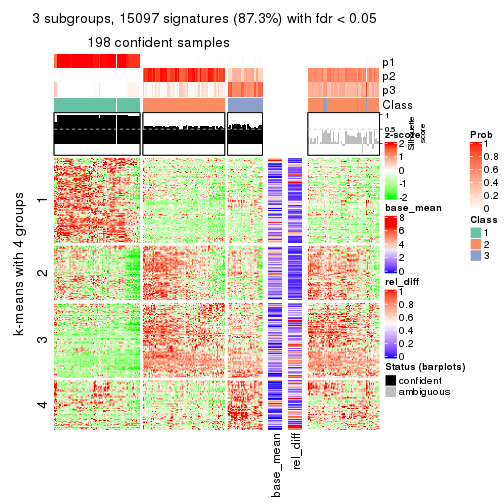 3 subgroups, 15097 signatures (87.3%) with fdr < 0.05
198 confident samples
p1
p2
p3
Class
1
0.5
0
Silhouette
score
k-means with 4 groups
1
2
3
4
base_mean
rel_diff
z-score
2
1
0
-1
-2
base_mean
8
6
4
2
0
rel_diff
1
0.8
0.6
0.4
0.2
0
Status (barplots)
confident
ambiguous
Prob
1
0.8
0.6
0.4
0.2
0
Class
1
2
3